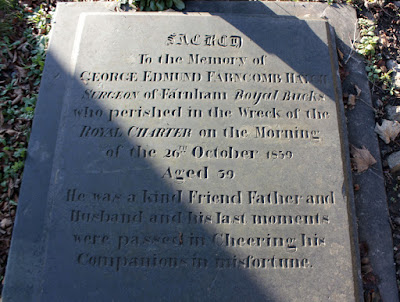 SACRED
To the Memory of
GEORGE EDMUND FARNCOMB HATCH
SURGEON of Farnham Royal Bucks
who perished in the Wreck of the
ROYAL CHARTER on the Morning
of the 26TH October 1859
Aged 39
He was a kind Friend Father and
Husband and his last moments
were passed in Cheering his
Companions in misfortune.